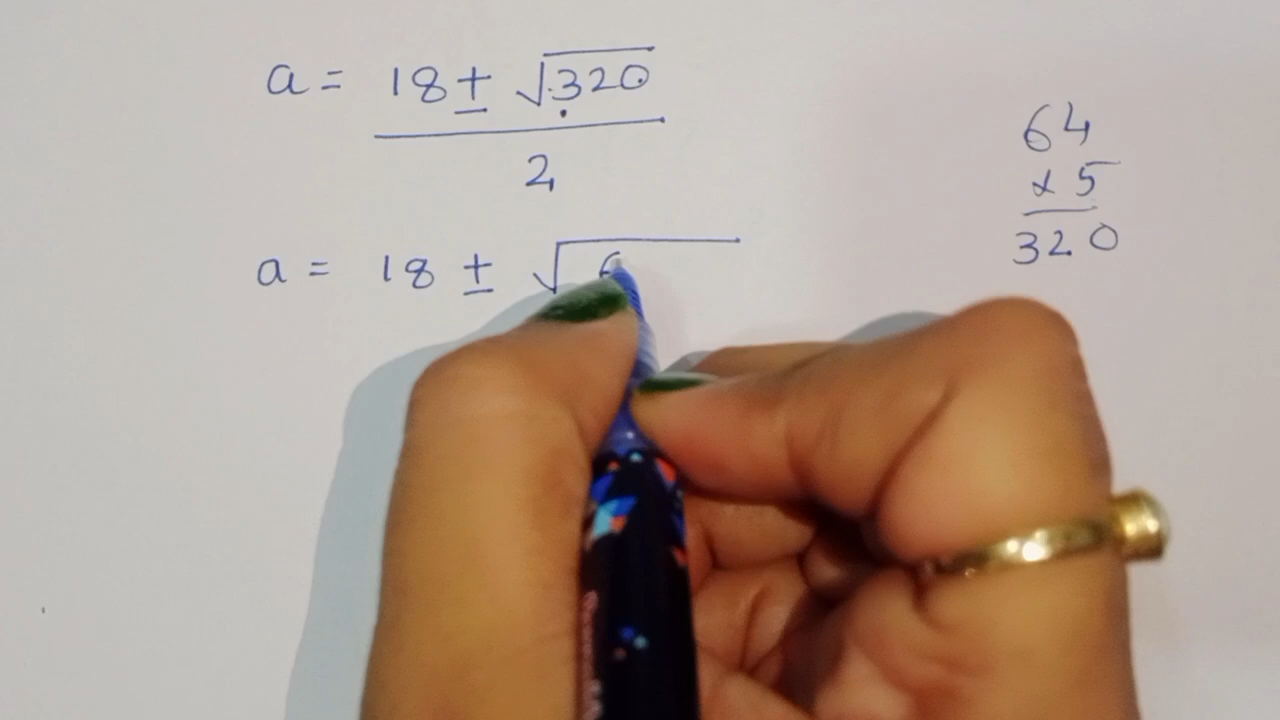 a = 18 ± √320
2
a = 18 ± √6
64
× 5
320